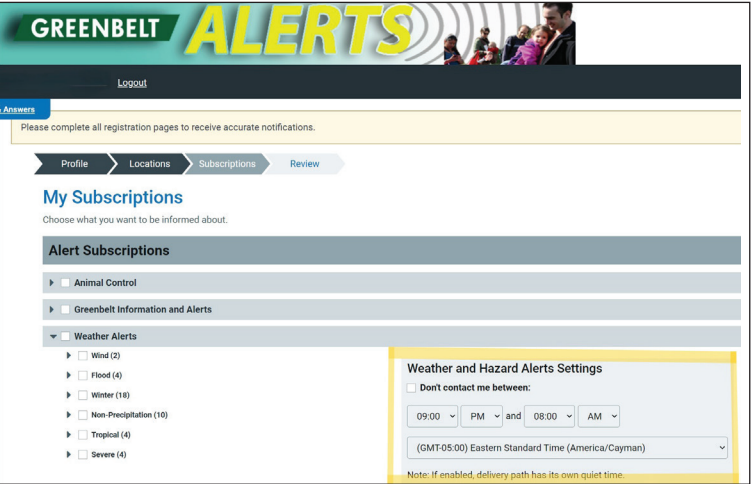 GREENBELT ALERTS
Logout
Answers
Please complete all registration pages to receive accurate notifications.
Profile Locations Subscriptions Review
My Subscriptions
Choose what you want to be informed about.
Alert Subscriptions
Animal Control
Greenbelt Information and Alerts
Weather Alerts
Wind (2)
Flood (4)
Winter (18)
Non-Precipitation (10)
Tropical (4)
Severe (4)
Weather and Hazard Alerts Settings
Don't contact me between:
09:00 PM and 08:00 AM
(GMT-05:00) Eastern Standard Time (America/Cayman)
Note: If enabled, delivery path has its own quiet time.